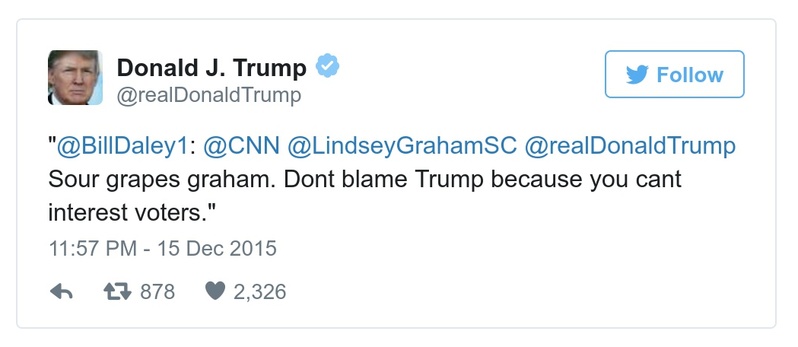 Donald J. Trump
@realDonaldTrump
Follow
"@BillDaley1: @CNN @LindseyGrahamSC @realDonaldTrump
Sour grapes graham. Dont blame Trump because you cant
interest voters."
11:57 PM - 15 Dec 2015
878 2,326